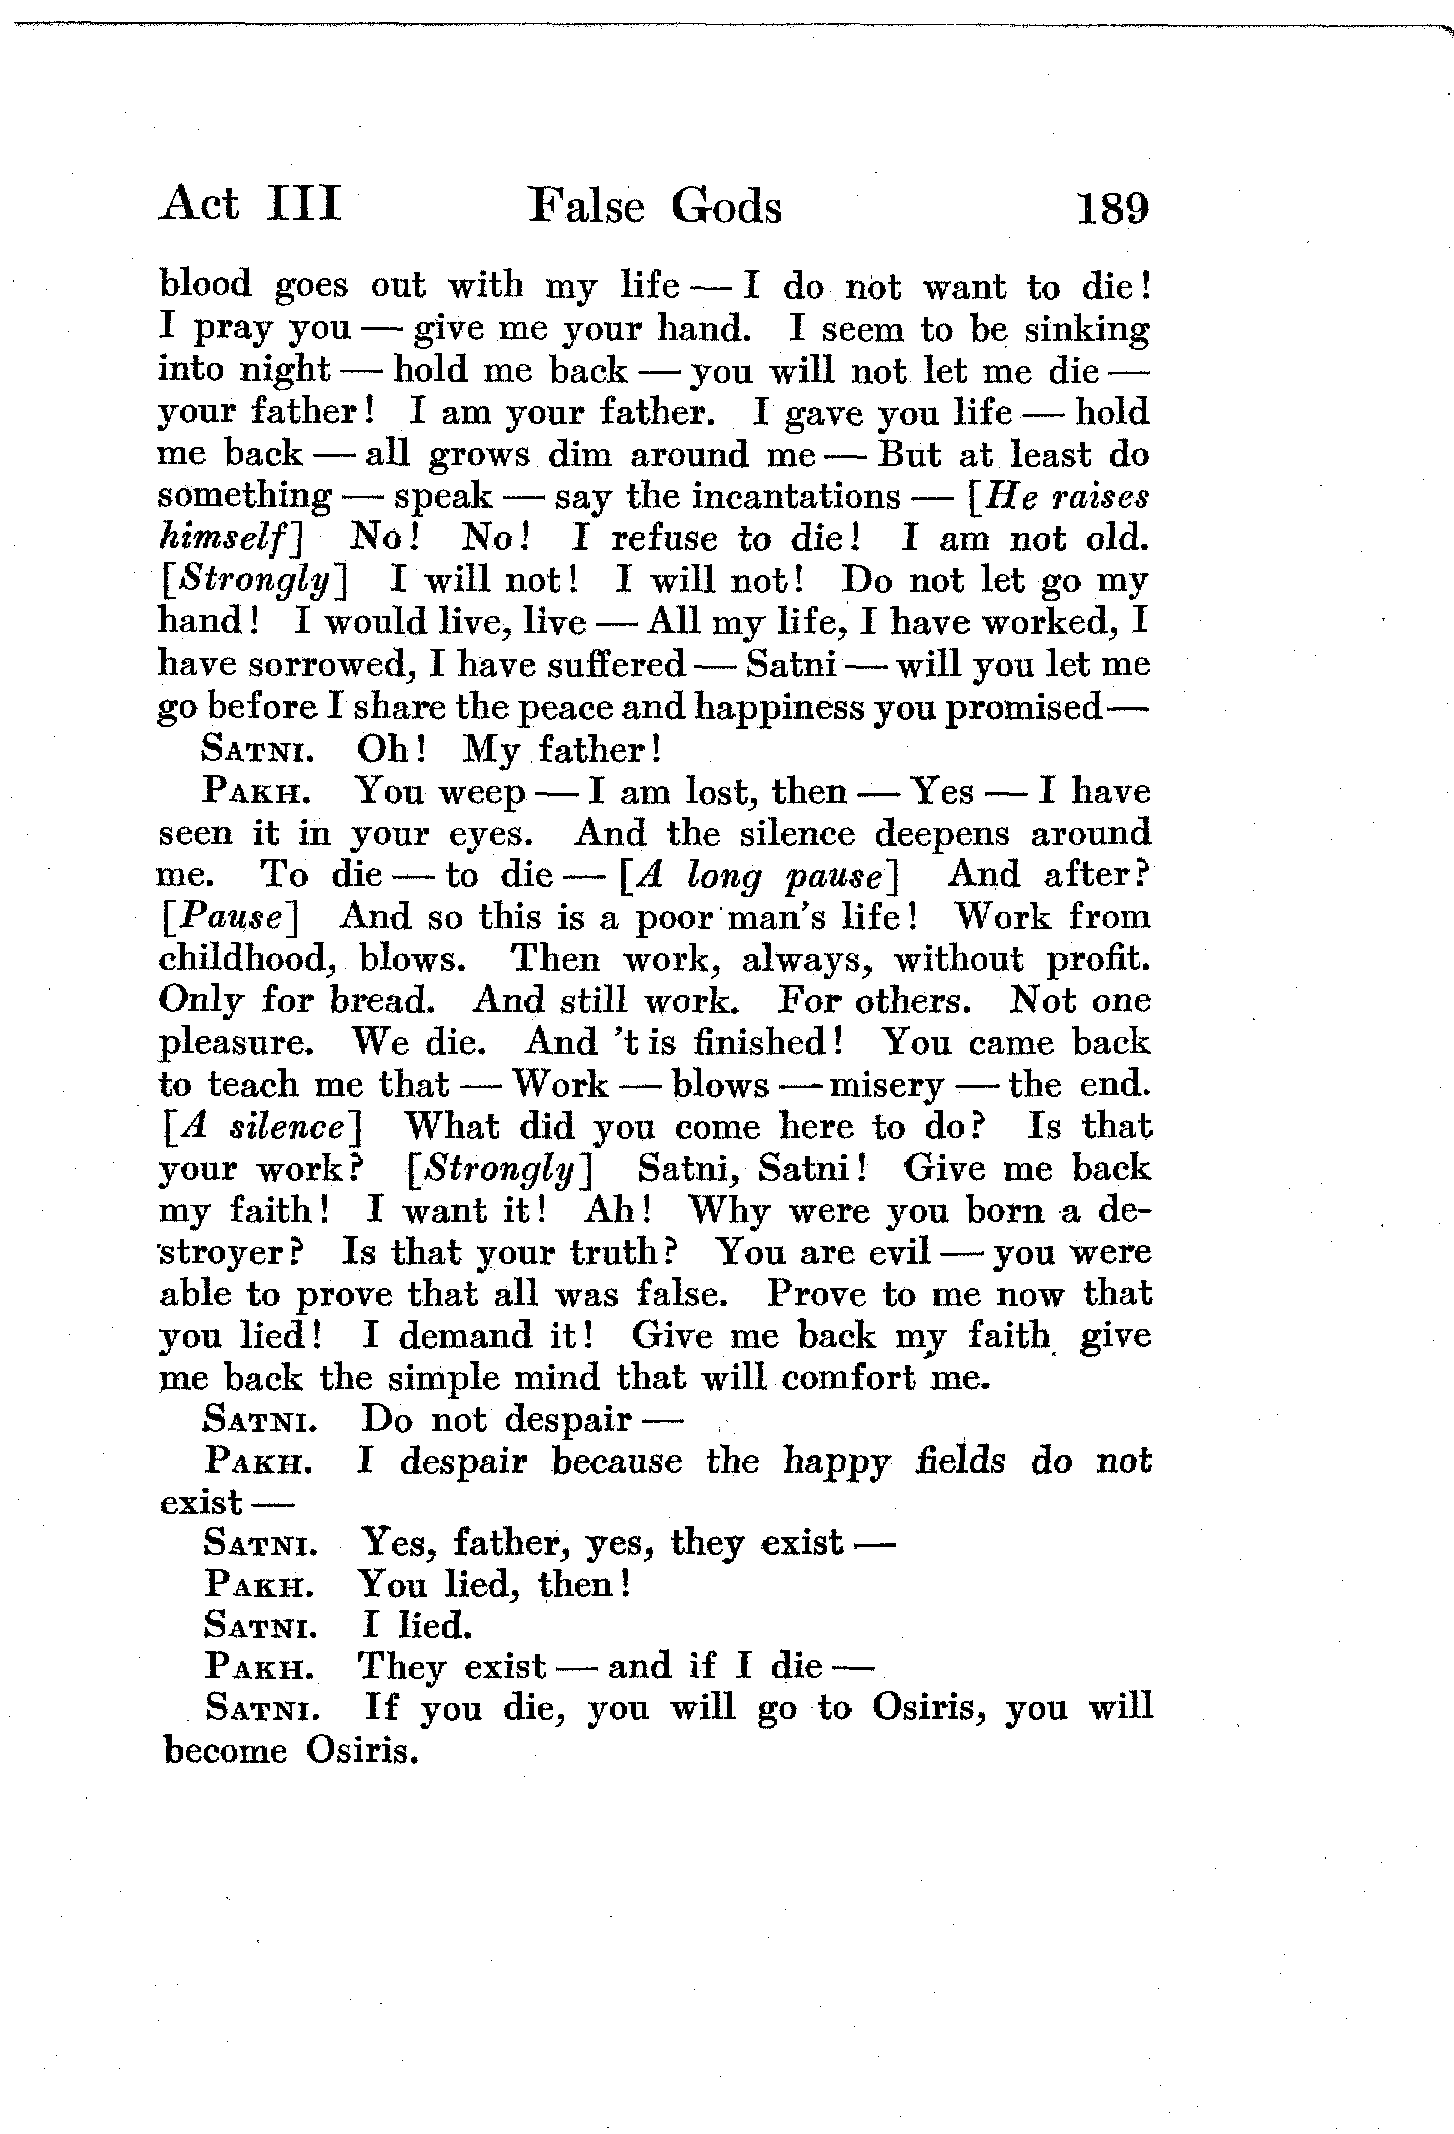 Act III False Gods 189
blood goes out with my life — I do not want to die!
I pray you — give me your hand. I seem to be sinking
into night — hold me back — you will not let me die —
your father! I am your father. I gave you life — hold
me back — all grows dim around me — But at least do
something — speak — say the incantations — [He raises
himself] No! No! I refuse to die! I am not old.
[Strongly] I will not! I will not! Do not let go my
hand! I would live, live — All my life, I have worked, I
have sorrowed, I have suffered — Satni — will you let me
go before I share the peace and happiness you promised—
SATNI. Oh! My father!
PAKH. You weep — I am lost, then — Yes — I have
seen it in your eyes. And the silence deepens around
me. To die — to die — [A long pause] And after?
[Pause] And so this is a poor man's life! Work from
childhood, blows. Then work, always, without profit.
Only for bread. And still work. For others. Not one
pleasure. We die. And 't is finished! You came back
to teach me that — Work — blows — misery — the end.
[A silence] What did you come here to do? Is that
your work? [Strongly] Satni, Satni! Give me back
my faith! I want it! Ah! Why were you born a de-
stroyer? Is that your truth? You are evil — you were
able to prove that all was false. Prove to me now that
you lied! I demand it! Give me back my faith, give
me back the simple mind that will comfort me.
SATNI. Do not despair —
PAKH. I despair because the happy fields do not
exist —
SATNI. Yes, father, yes, they exist —
PAKH. You lied, then!
SATNI. I lied.
PAKH. They exist — and if I die —
SATNI. If you die, you will go to Osiris, you will
become Osiris.